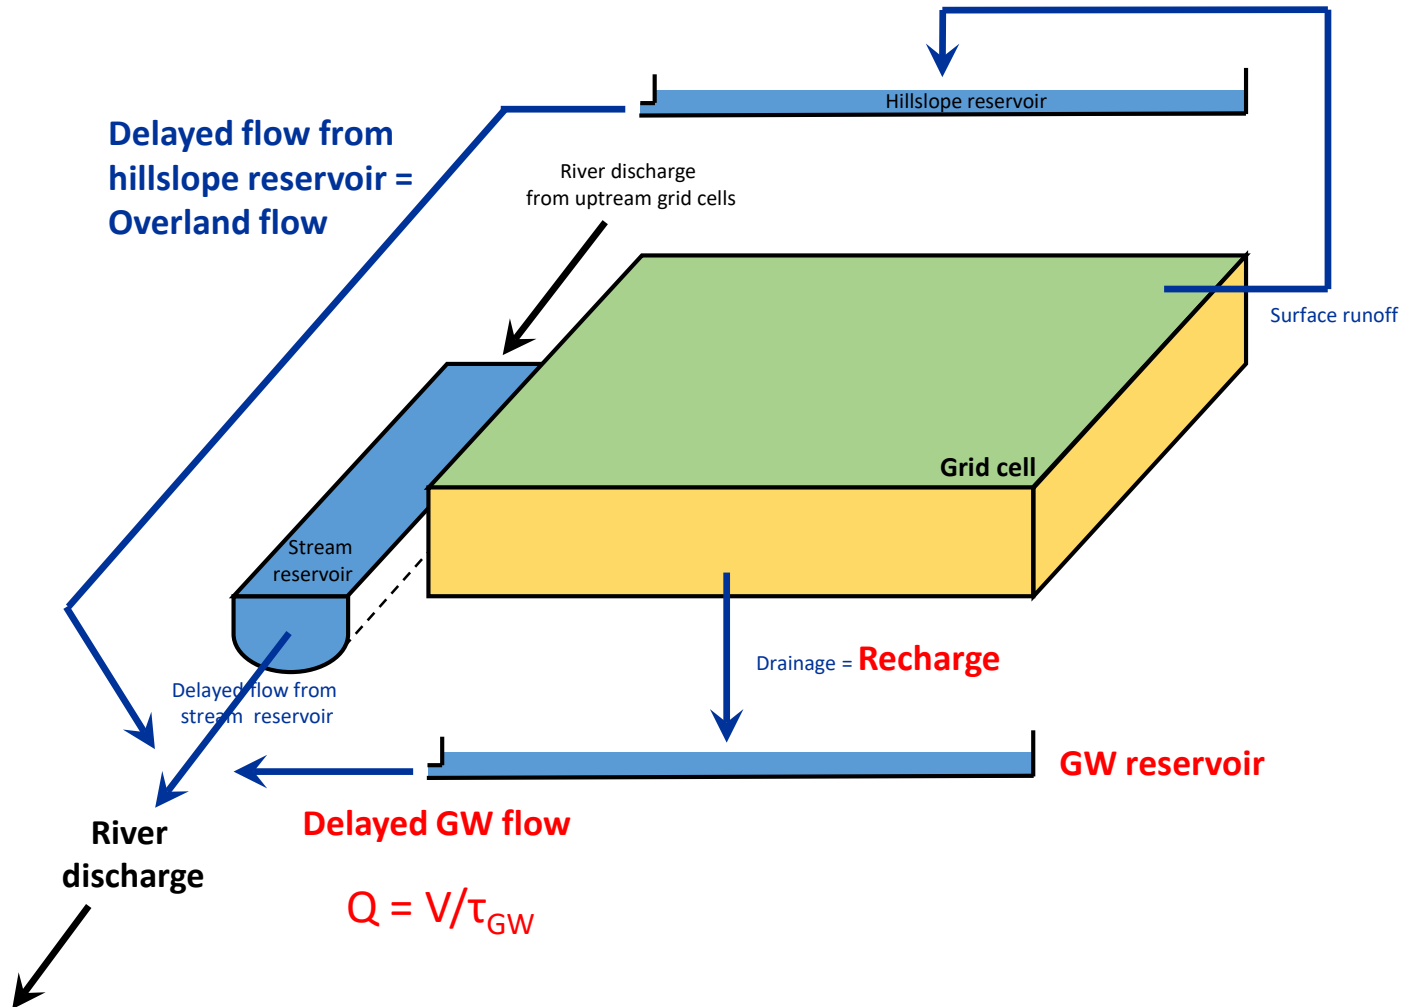 Hillslope reservoir
Delayed flow from
hillslope reservoir =
Overland flow
River discharge
from uptream grid cells
Surface runoff
Grid cell
Stream
reservoir
Drainage = Recharge
Delayed flow from
stream reservoir
GW reservoir
Delayed GW flow
River
discharge
Q = V/τGW